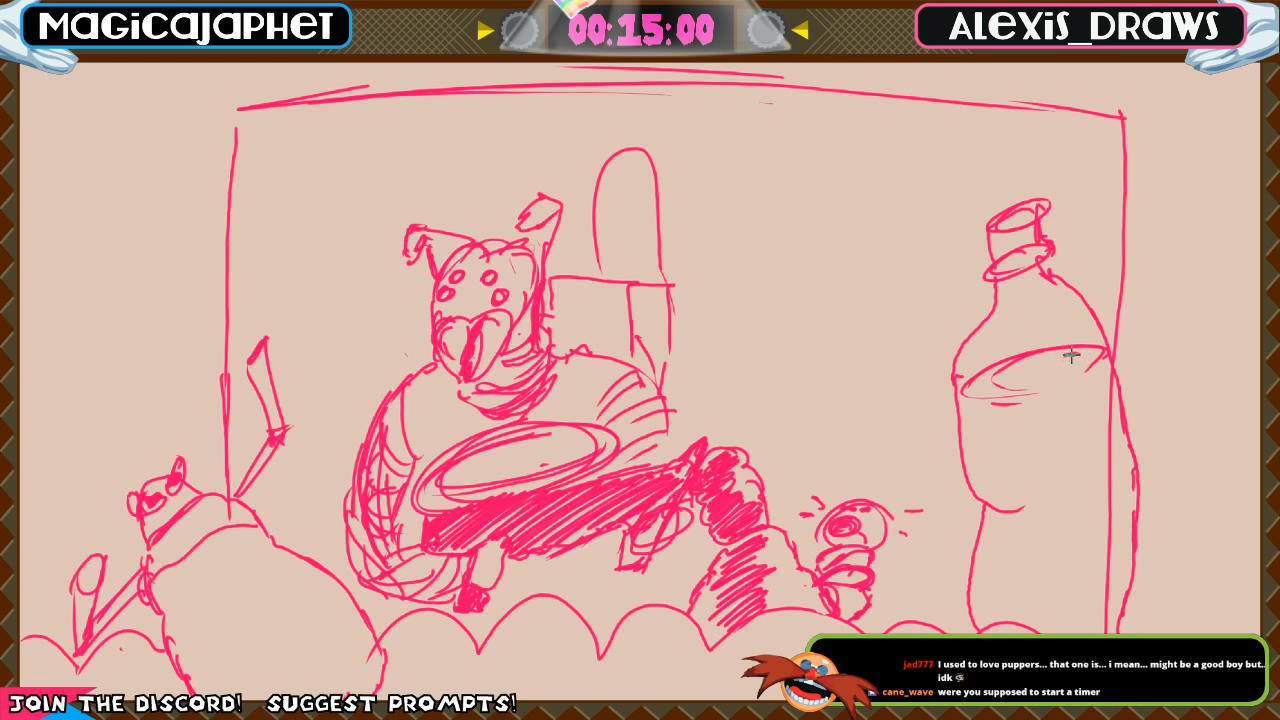 MAGICAJAPHET
00:15:00
ALEXIS_DRAWS
jad777 I used to love puppers... that one is... i mean... might be a good boy but..
idk
cane_wave were you supposed to start a timer
JOIN THE DISCORD! SUGGEST PROMPTS!